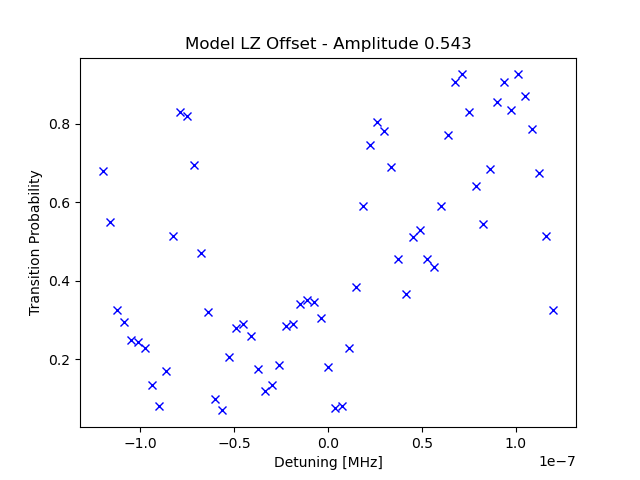 Model LZ Offset - Amplitude 0.543
Transition Probability
0.8
0.6
0.4
0.2
−1.0
−0.5
0.0
0.5
1.0
1e−7
Detuning [MHz]